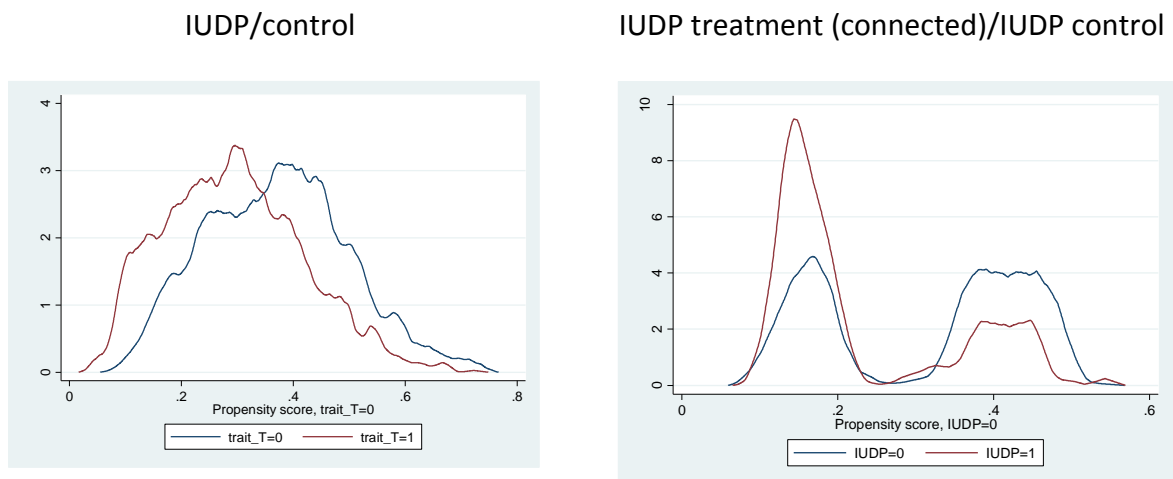 IUDP/control
IUDP treatment (connected)/IUDP control
4
3
2
1
0
0 .2 .4 .6 .8
Propensity score, trait_T=0
trait_T=0 trait_T=1
10
8
6
4
2
0
0 .2 .4 .6
Propensity score, IUDP=0
IUDP=0 IUDP=1